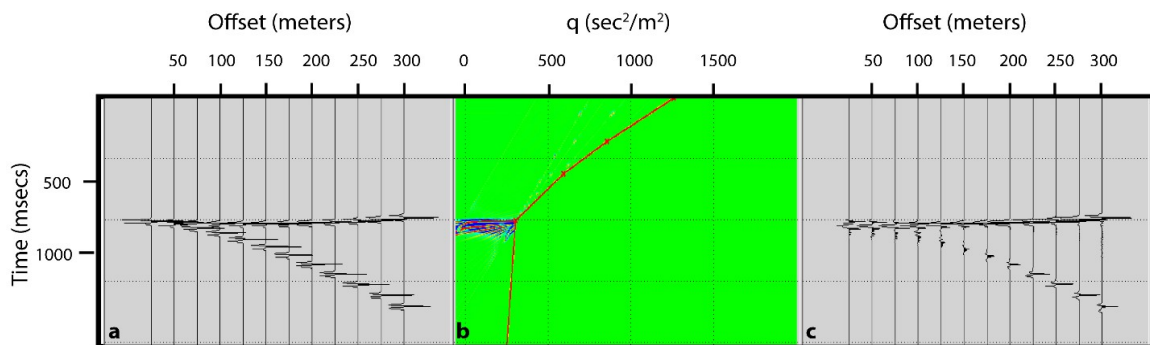 Offset (meters) q (sec²/m²) Offset (meters)
50 100 150 200 250 300 0 500 1000 1500 50 100 150 200 250 300
Time (msecs)
500
1000
a b c